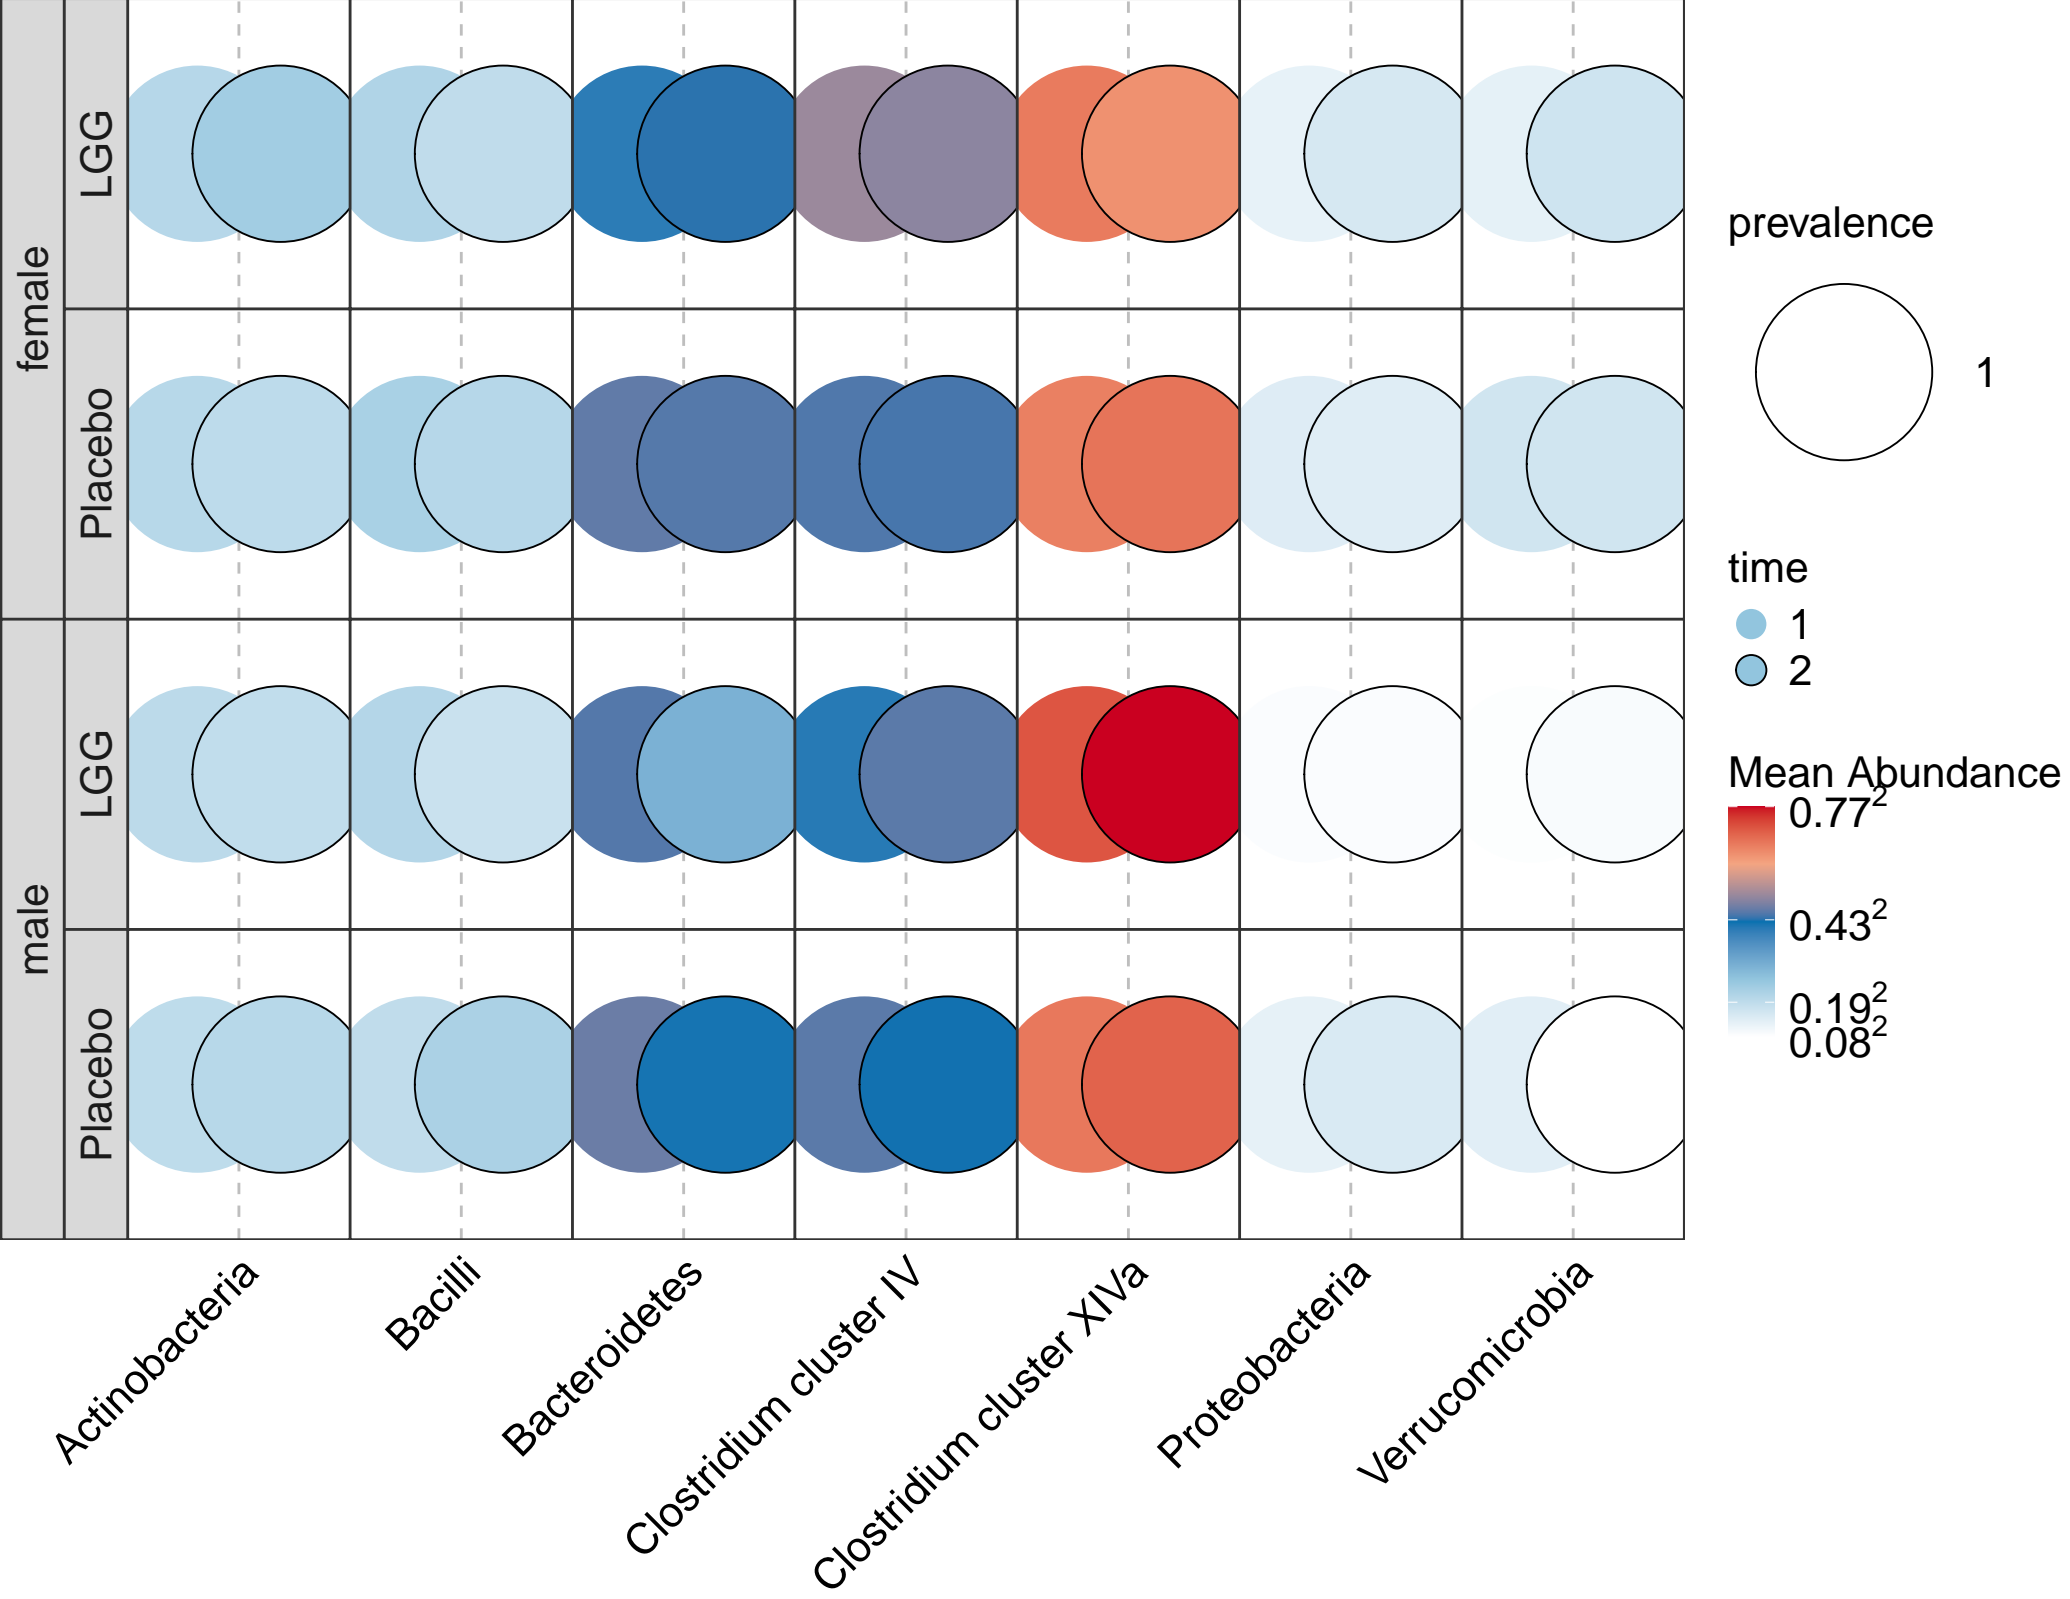 female
LGG
Placebo
male
LGG
Placebo
Actinobacteria
Bacilli
Bacteroidetes
Clostridium cluster IV
Clostridium cluster XIVa
Proteobacteria
Verrucomicrobia
prevalence
1
time
1
2
Mean Abundance
0.77²
0.43²
0.19²
0.08²